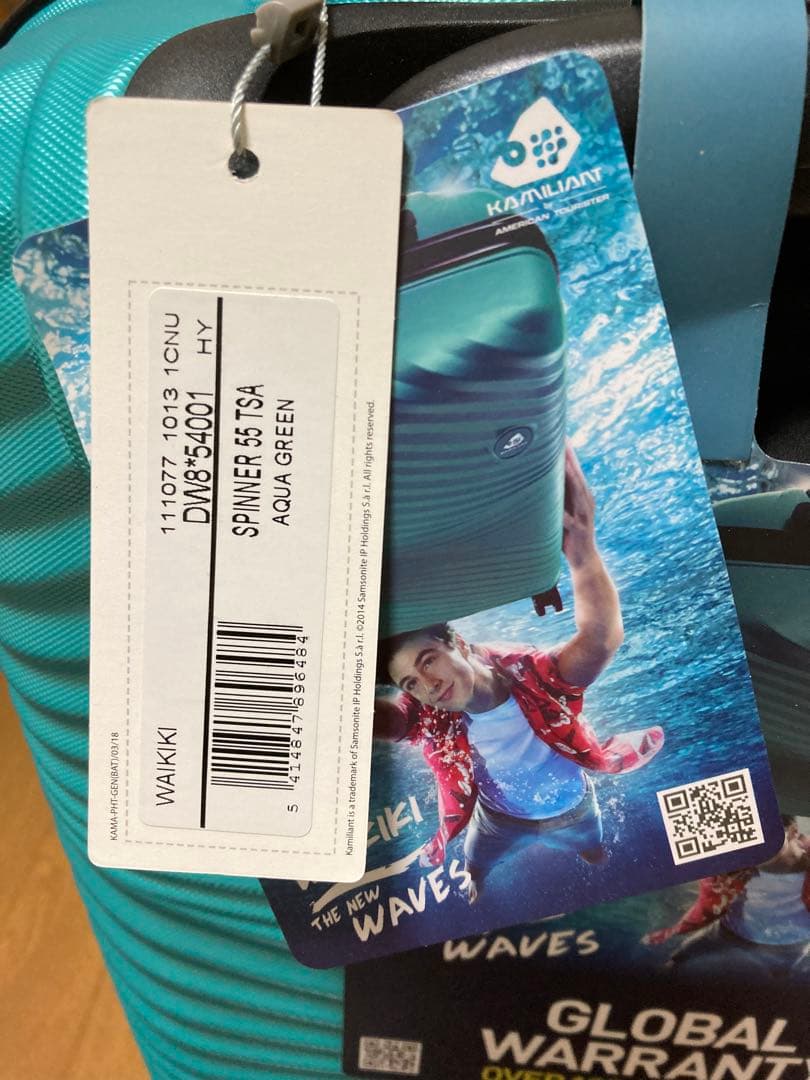 WAIKIKI
111077 1013 1CNU
DW8*54001 HY
SPINNER 55 TSA
AQUA GREEN
5 414847 896484
KAMA-PHT-GEN(BAT)/03/18
Kamiliant is a trademark of Samsonite IP Holdings S.à r.l. ©2014 Samsonite IP Holdings S.à r.l. All rights reserved.
KAMILIANT
by
AMERICAN TOURISTER
THE NEW
WAVES
WAVES
GLOBAL
WARRANTY